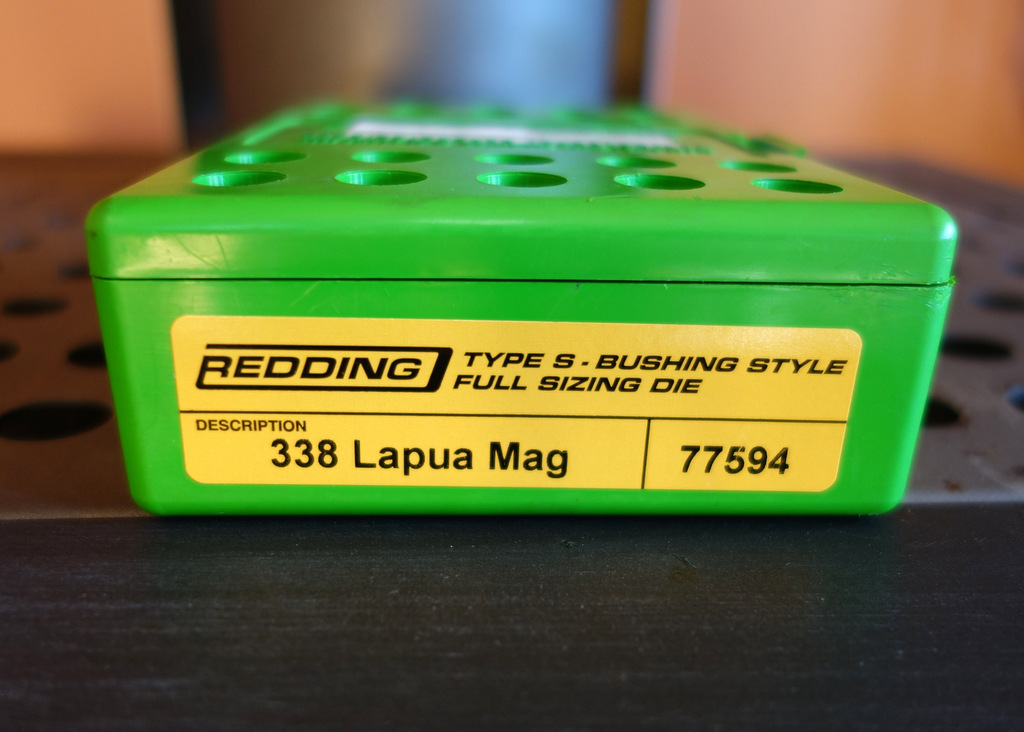 REDDING
TYPE S - BUSHING STYLE
FULL SIZING DIE
DESCRIPTION
338 Lapua Mag
77594